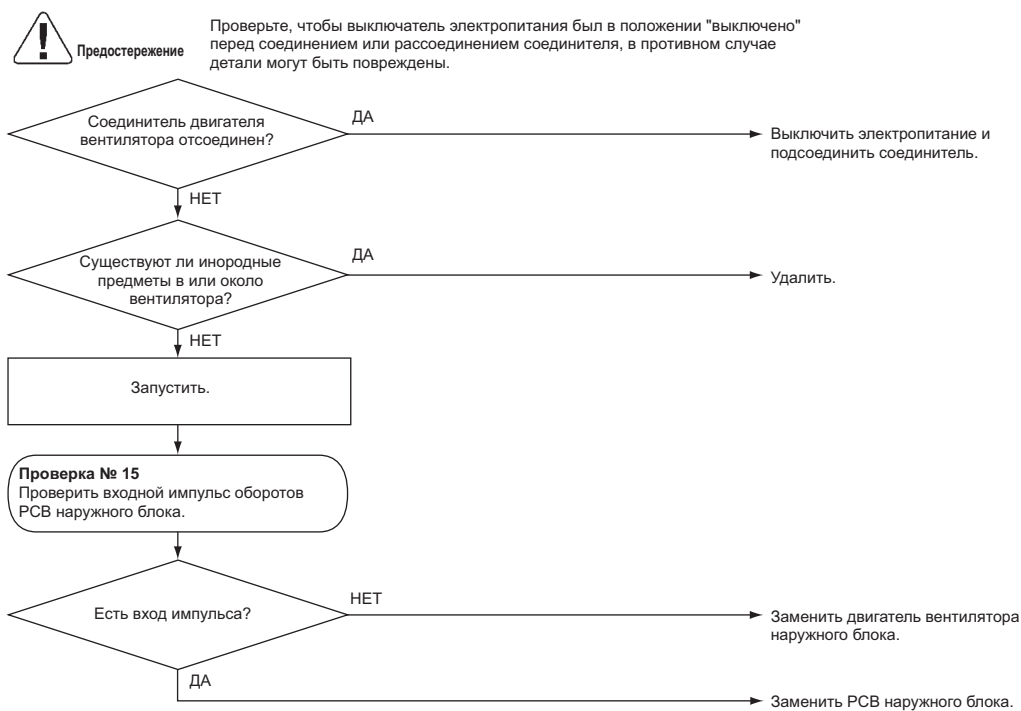 Предостережение
Проверьте, чтобы выключатель электропитания был в положении "выключено"
перед соединением или рассоединением соединителя, в противном случае
детали могут быть повреждены.
Соединитель двигателя
вентилятора отсоединен?
ДА
Выключить электропитание и
подсоединить соединитель.
НЕТ
Существуют ли инородные
предметы в или около
вентилятора?
ДА
Удалить.
НЕТ
Запустить.
Проверка № 15
Проверить входной импульс оборотов
PCB наружного блока.
Есть вход импульса?
НЕТ
Заменить двигатель вентилятора
наружного блока.
ДА
Заменить PCB наружного блока.